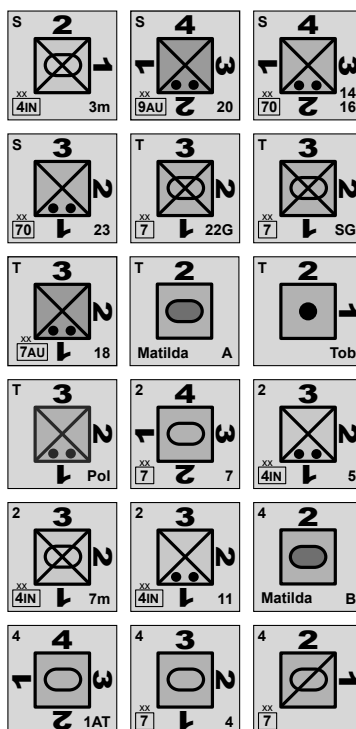 S 2 S 4 S 4
1 1 3 1 3
xx xx xx 14
4IN 3m 9AU 2 20 70 2 16
S 3 T 3 T 3
2 2 2
xx xx xx
70 1 23 7 1 22G 7 1 SG
T 3 T 2 T 2
2 1
xx
7AU 1 18 Matilda A Tob
T 3 2 4 2 3
2 1 3 2
xx xx
1 Pol 7 2 7 4IN 1 5
2 3 2 3 4 2
2 2
xx xx
4IN 1 7m 4IN 1 11 Matilda B
4 4 4 3 4 2
1 3 2 1
xx xx
2 1AT 7 1 4 7